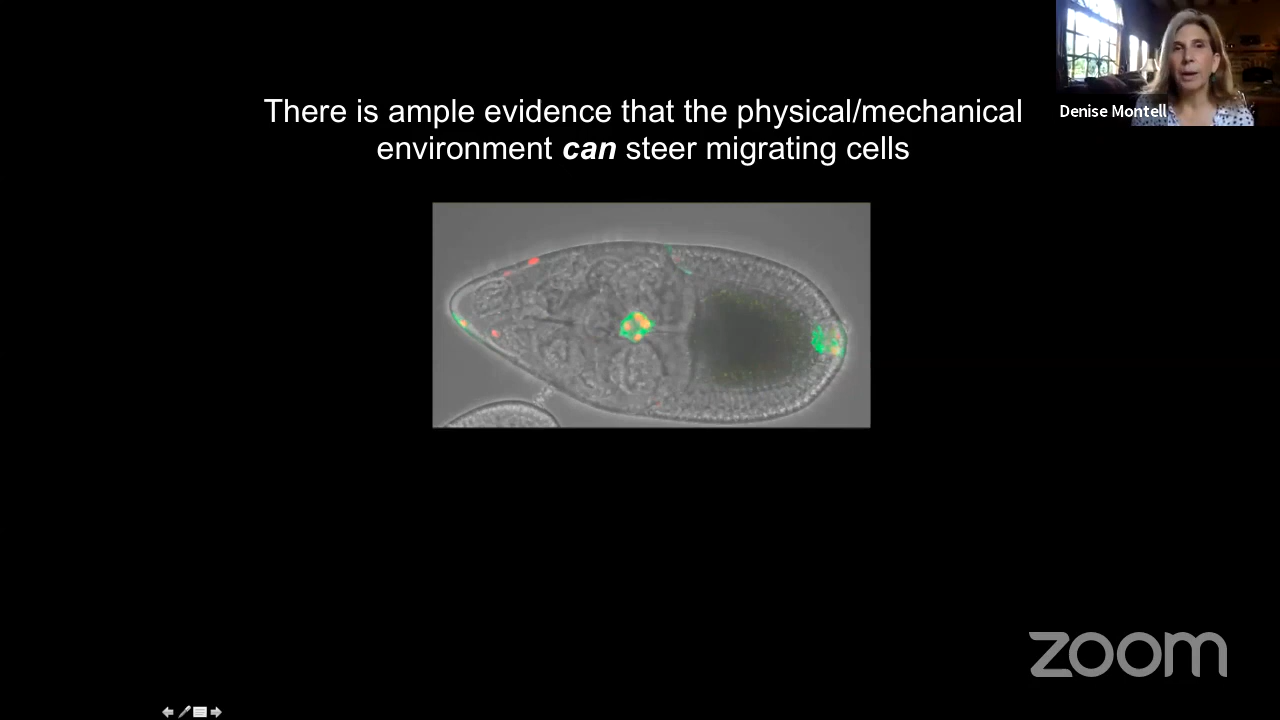 There is ample evidence that the physical/mechanical
environment can steer migrating cells
Denise Montell
zoom